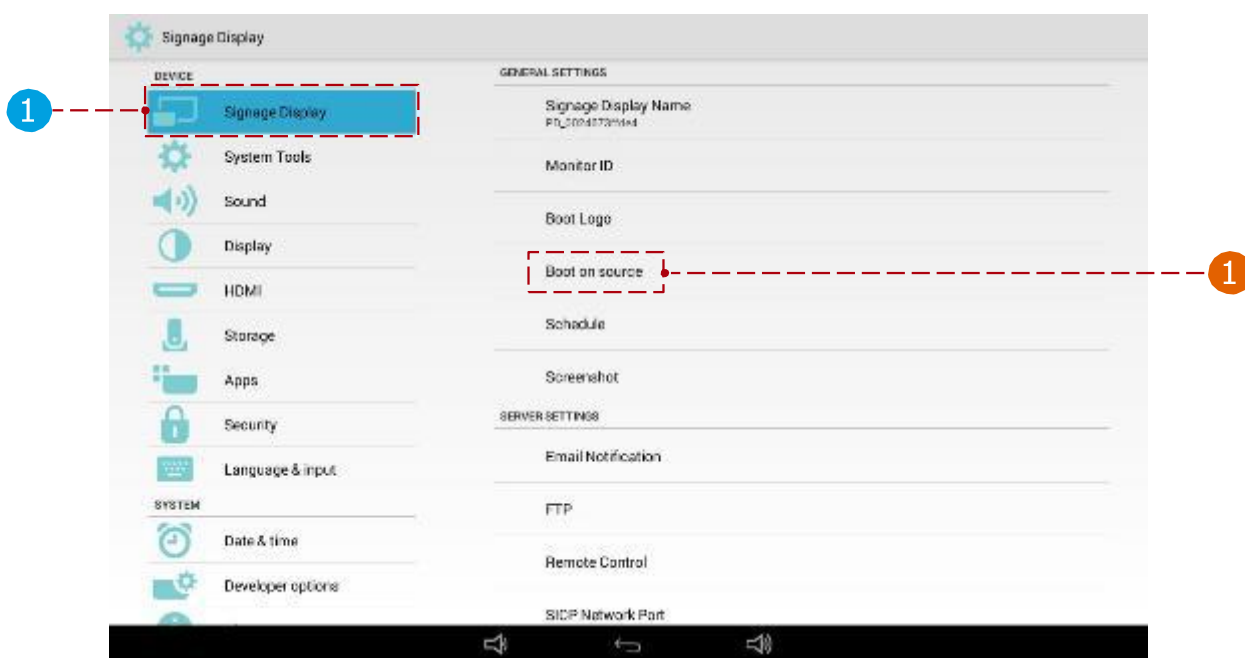 Signage Display
DEVICE
1
Signage Display
System Tools
Sound
Display
HDMI
Storage
Apps
Security
Language & input
SYSTEM
Date & time
Developer options
GENERAL SETTINGS
Signage Display Name
Monitor ID
Boot Logo
Boot on source
1
Schedule
Screenshot
SERVER SETTINGS
Email Notification
FTP
Remote Control
SICP Network Port